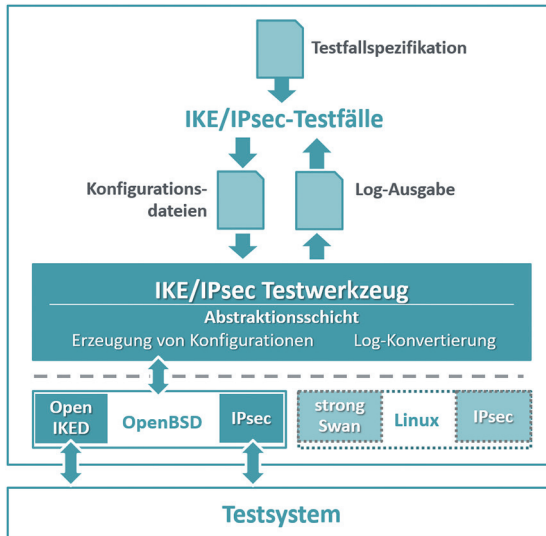 Testfallspezifikation
IKE/IPsec-Testfälle
Konfigurations-
dateien
Log-Ausgabe
IKE/IPsec Testwerkzeug
Abstraktionsschicht
Erzeugung von Konfigurationen Log-Konvertierung
Open
IKED
OpenBSD
IPsec
strong
Swan
Linux
IPsec
Testsystem